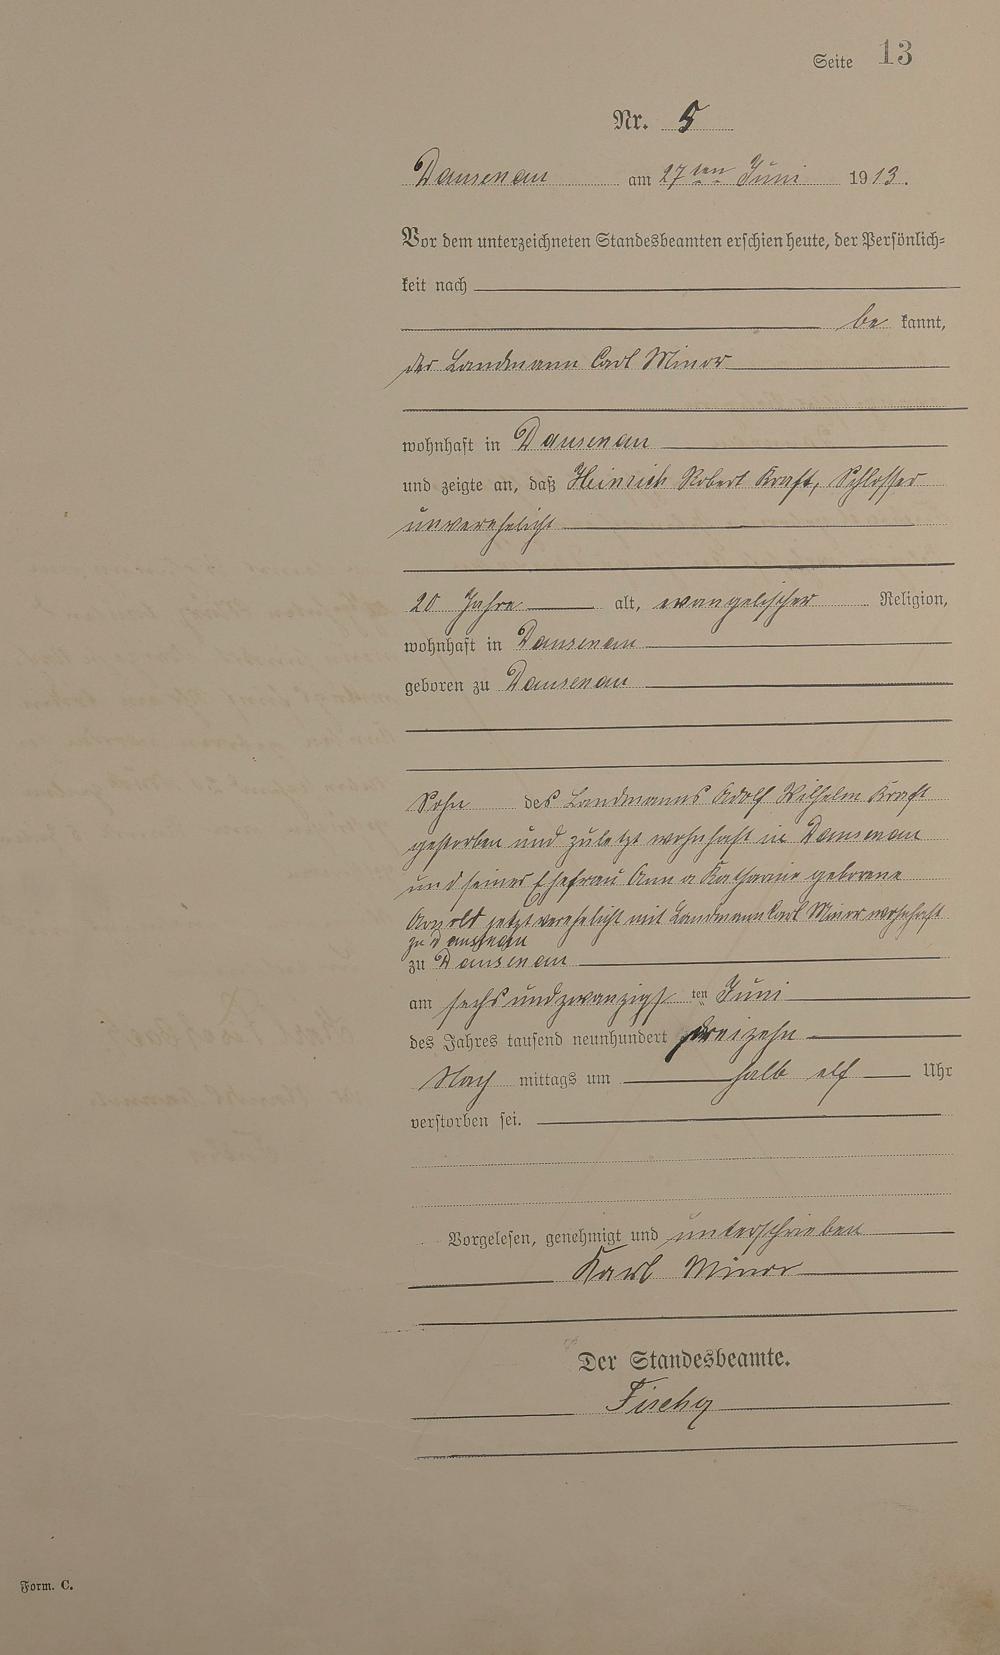 Seite 13
Nr. 5
Dausenau am 27ten Juni 1913.
Vor dem unterzeichneten Standesbeamten erschien heute, der Persönlich-
keit nach
be kannt,
der Landmann Carl Minor
wohnhaft in Dausenau
und zeigte an, daß Heinrich Robert Kraft, Schlosser
unverehelicht
20 Jahre alt, evangelischer Religion,
wohnhaft in Dausenau
geboren zu Dausenau
Sohn des Landmanns Adolf Wilhelm Kraft
gestorben und zuletzt wohnhaft in Dausenau
und seiner Ehefrau Anna Katharine geborene
Arnold jetzt verehelicht mit Landmann Carl Minor wohnhaft
zu Dausenau
zu Dausenau
am sechsundzwanzigsten Juni
des Jahres tausend neunhundert dreizehn
Nach mittags um halb elf Uhr
verstorben sei.
Vorgelesen, genehmigt und unterschrieben
Karl Minor
Der Standesbeamte.
Form. C.